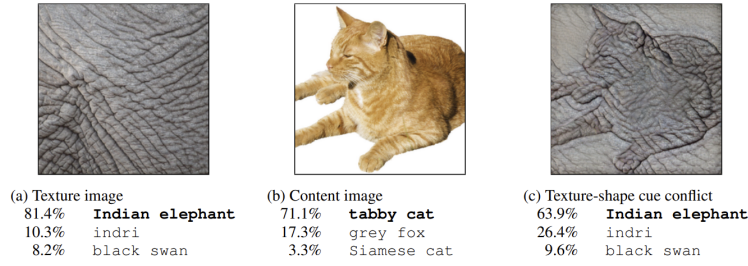 (a) Texture image
81.4% Indian elephant
10.3% indri
8.2% black swan
(b) Content image
71.1% tabby cat
17.3% grey fox
3.3% Siamese cat
(c) Texture-shape cue conflict
63.9% Indian elephant
26.4% indri
9.6% black swan